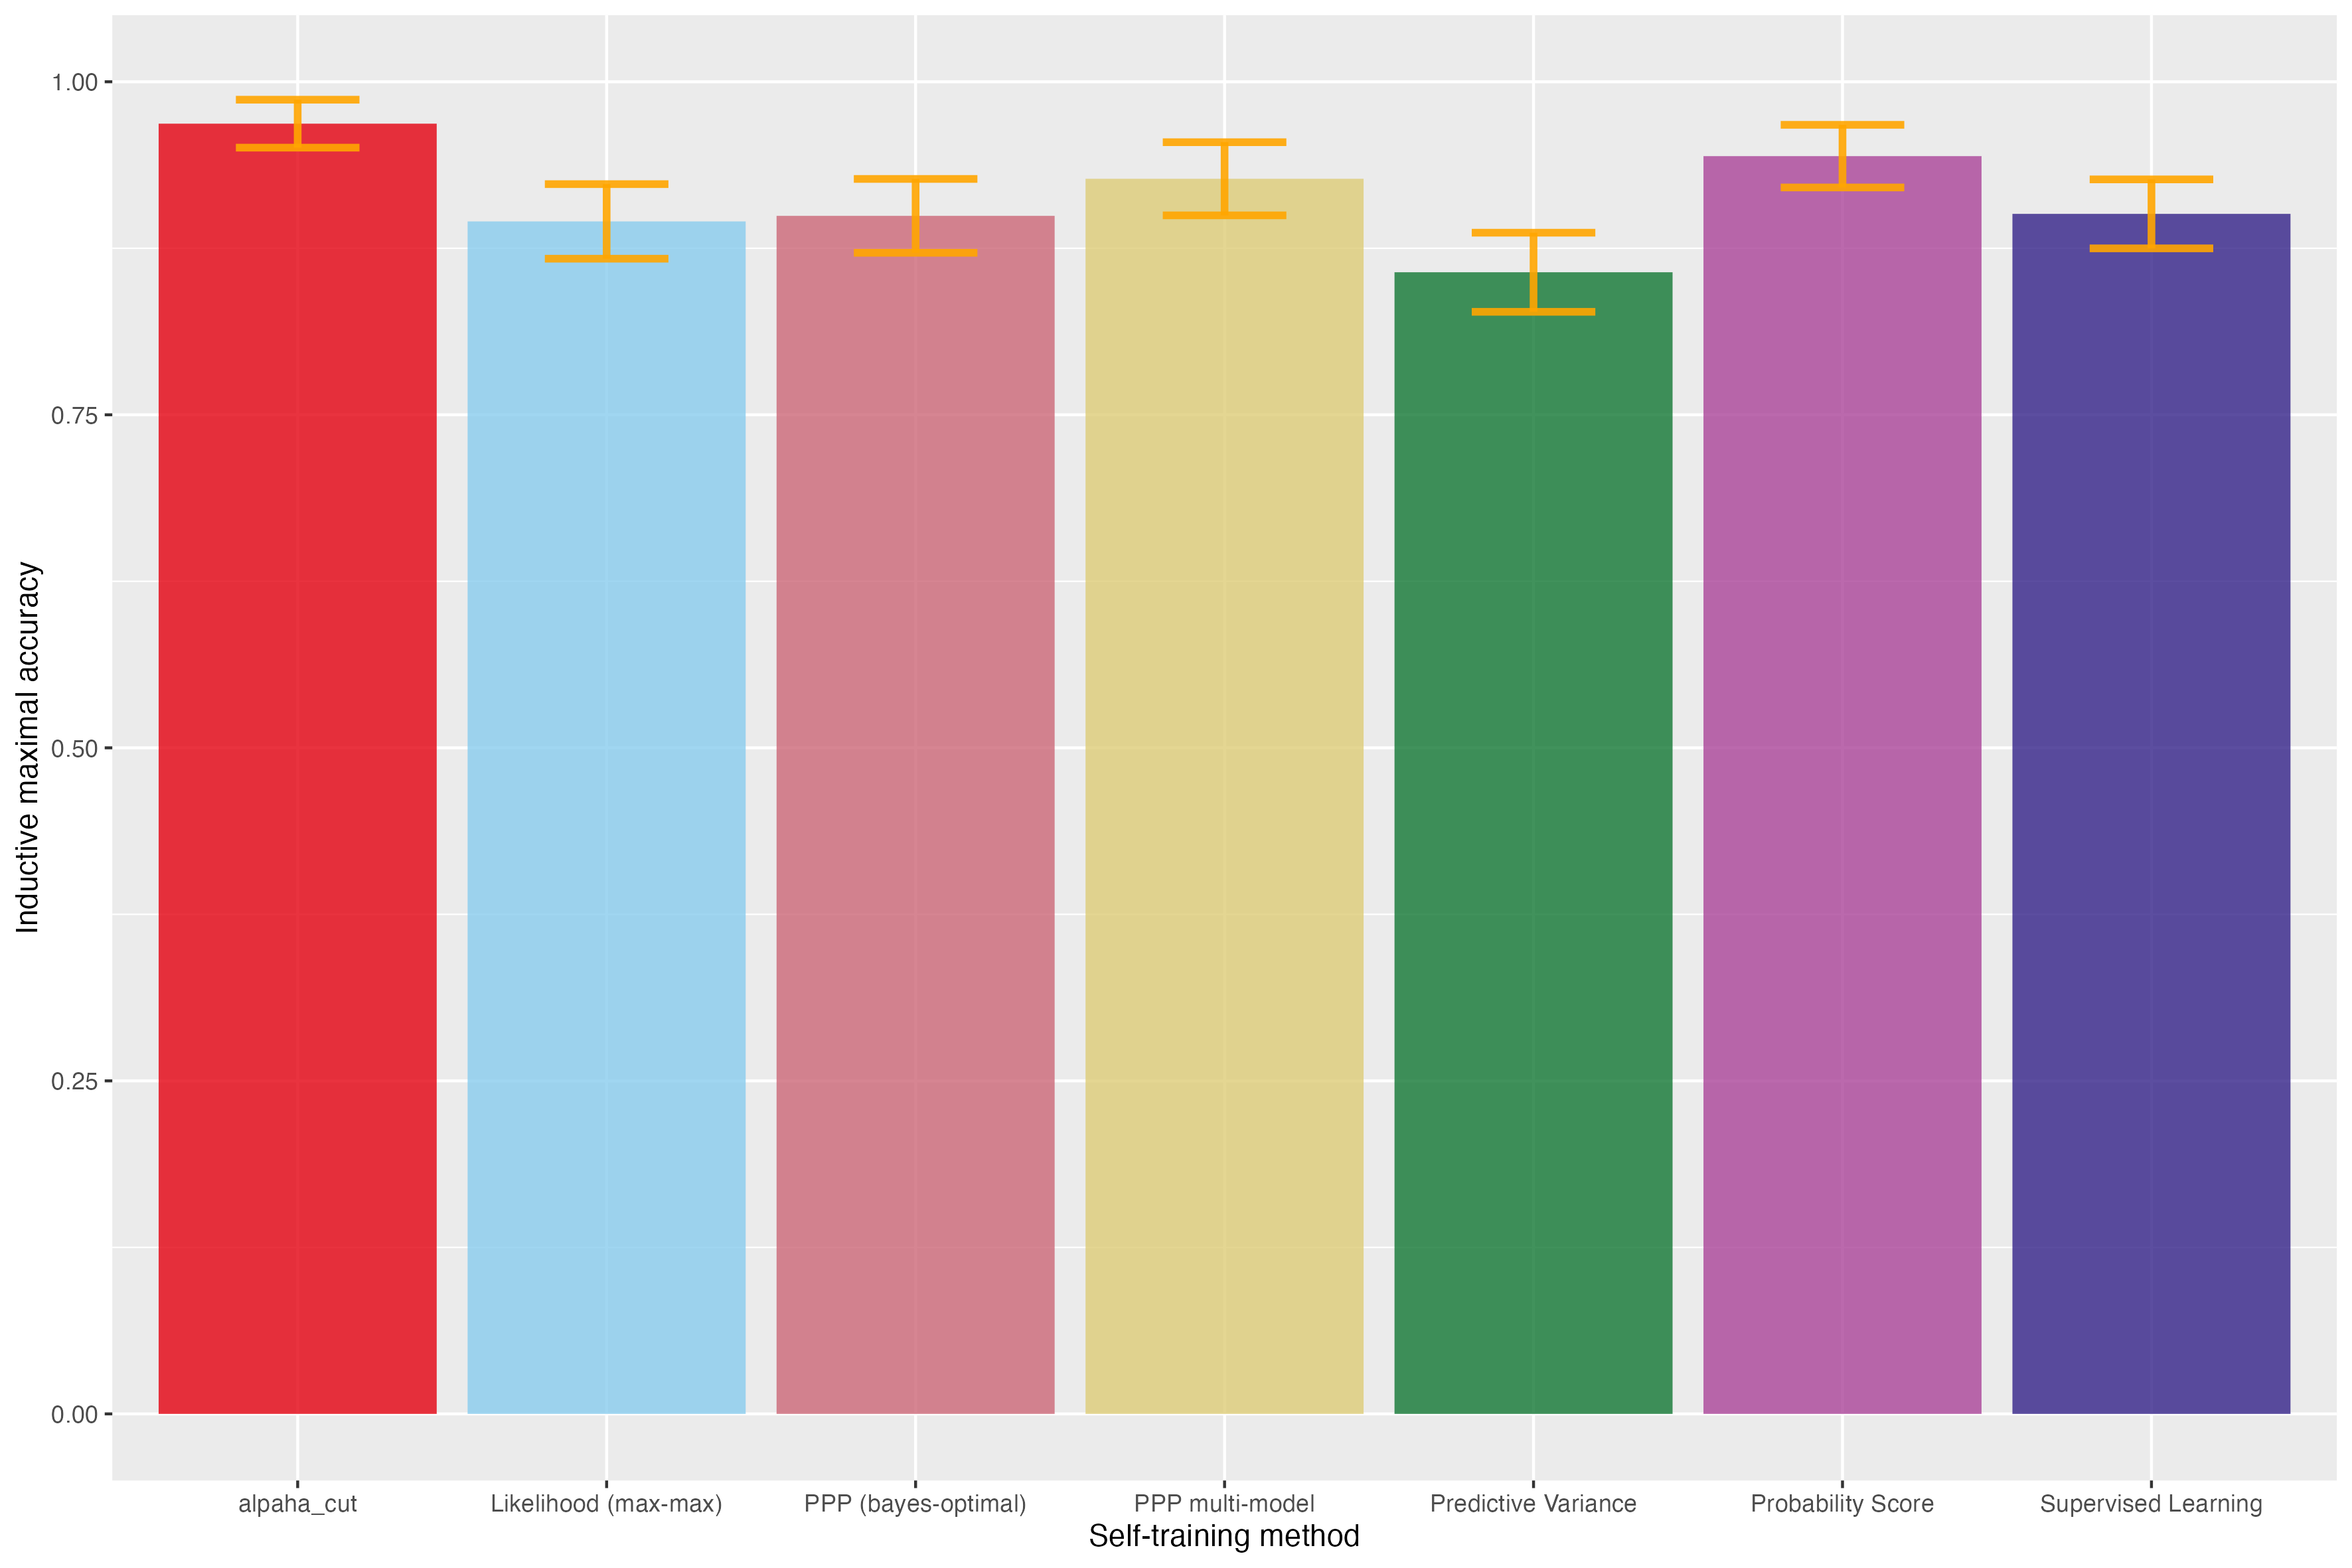 Inductive maximal accuracy
1.00
0.75
0.50
0.25
0.00
alpaha_cut
Likelihood (max-max)
PPP (bayes-optimal)
PPP multi-model
Predictive Variance
Probability Score
Supervised Learning
Self-training method